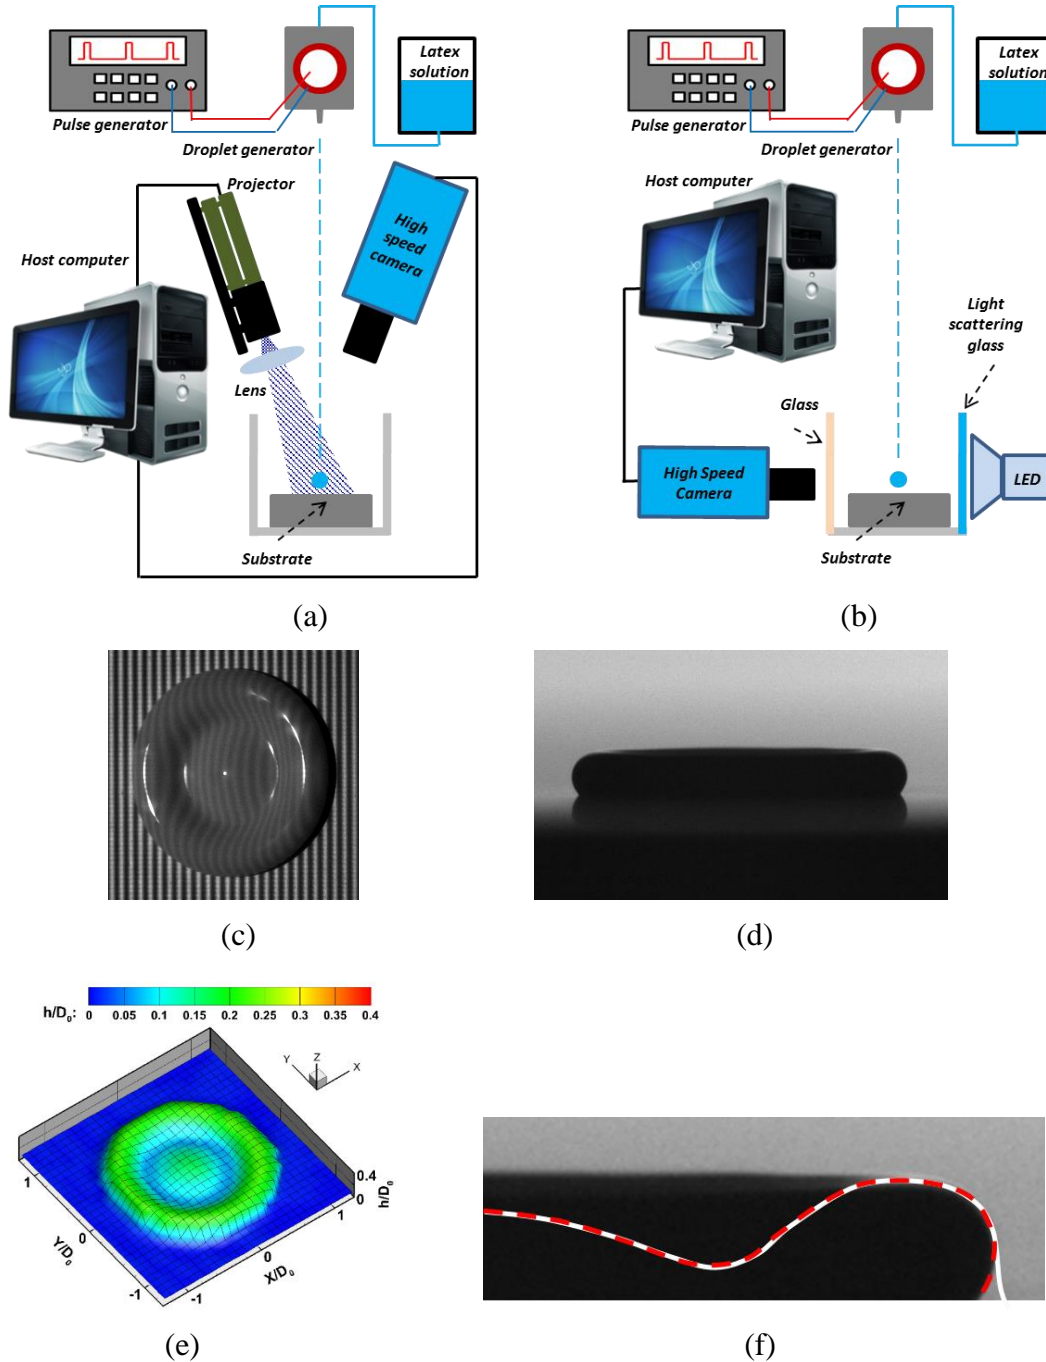 Latex
solution
Pulse generator
Droplet generator
Projector
High
speed
camera
Host computer
Lens
Substrate
(a)
Latex
solution
Pulse generator
Droplet generator
Host computer
Light
scattering
glass
Glass
High Speed
Camera
LED
Substrate
(b)
(c)
(d)
h/D₀: 0 0.05 0.1 0.15 0.2 0.25 0.3 0.35 0.4
Y Z X
1 0 -1
Y/D₀
-1 0 1
X/D₀
0.4
0
h/D₀
(e)
(f)